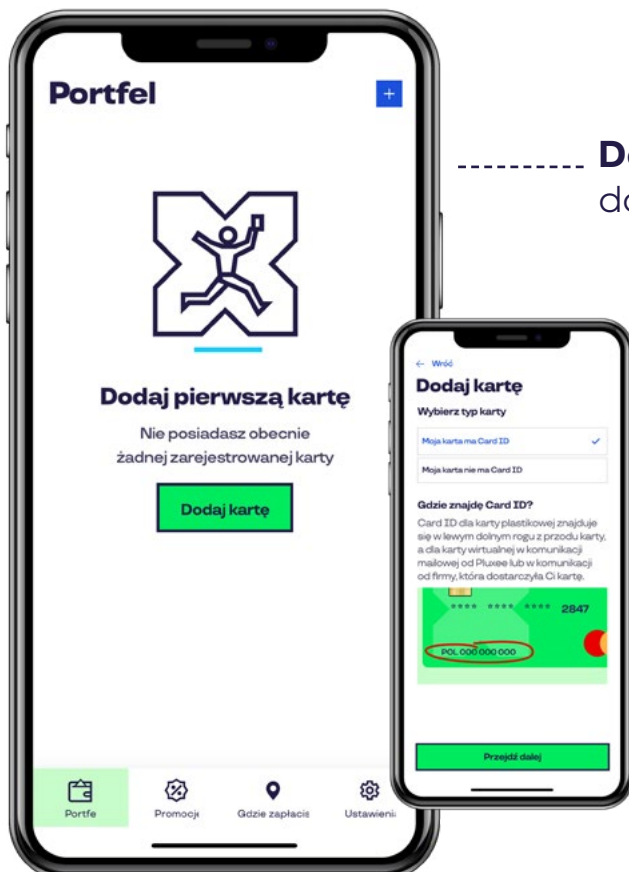 Portfel
+
Do
do
Dodaj pierwszą kartę
Nie posiadasz obecnie
żadnej zarejestrowanej karty
Dodaj kartę
Portfe
Promocje
Gdzie zapłacis
Ustawieni
← Wróć
Dodaj kartę
Wybierz typ karty
Moja karta ma Card ID
Moja karta nie ma Card ID
Gdzie znajdę Card ID?
Card ID dla karty plastikowej znajduje
się w lewym dolnym rogu z przodu karty,
a dla karty wirtualnej w komunikacji
mailowej od Pluxee lub w komunikacji
od firmy, która dostarczyła Ci kartę.
**** **** **** 2847
POL 000 000 000
Przejdź dalej